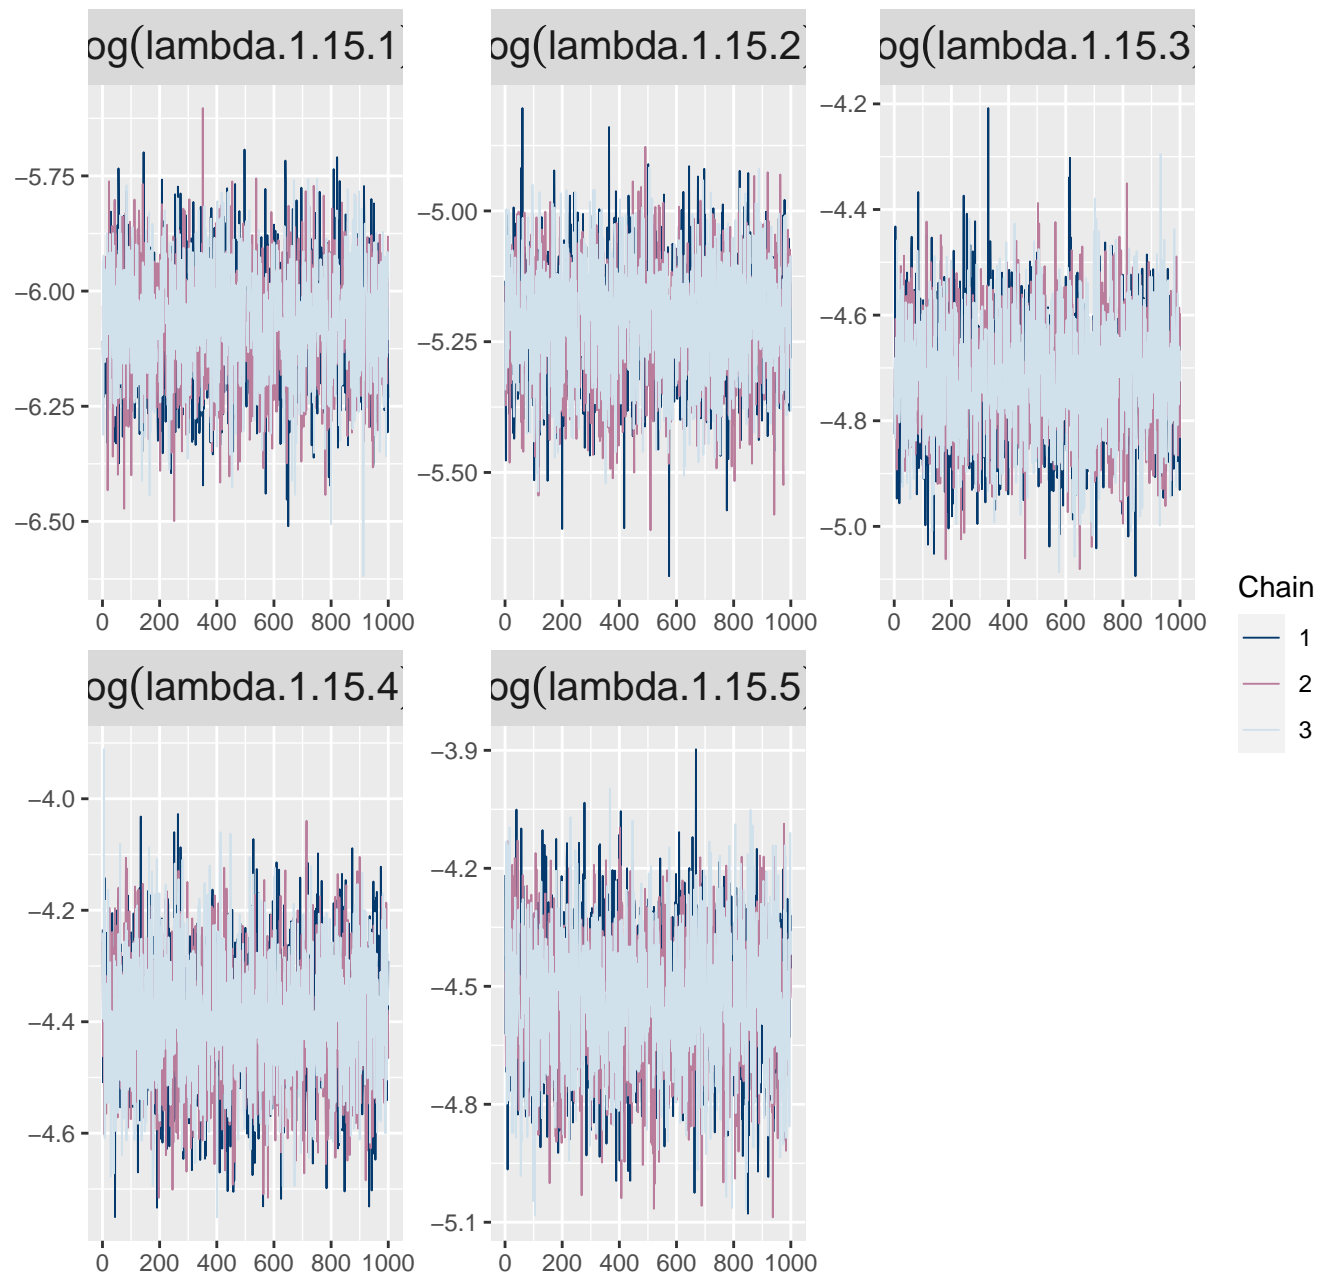 og(lambda.1.15.1)
og(lambda.1.15.2)
og(lambda.1.15.3)
−5.75
−6.00
−6.25
−6.50
−5.00
−5.25
−5.50
−4.2
−4.4
−4.6
−4.8
−5.0
0 200 400 600 800 1000
0 200 400 600 800 1000
0 200 400 600 800 1000
og(lambda.1.15.4)
og(lambda.1.15.5)
−4.0
−4.2
−4.4
−4.6
−3.9
−4.2
−4.5
−4.8
−5.1
0 200 400 600 800 1000
0 200 400 600 800 1000
Chain
1
2
3